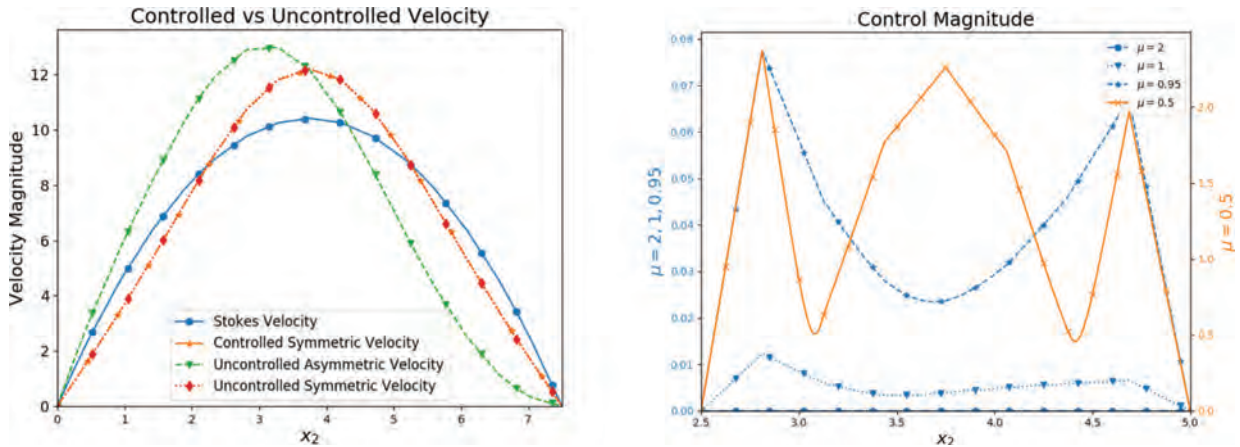 Controlled vs Uncontrolled Velocity
Velocity Magnitude
12
10
8
6
4
2
0
Stokes Velocity
Controlled Symmetric Velocity
Uncontrolled Asymmetric Velocity
Uncontrolled Symmetric Velocity
0 1 2 3 4 5 6 7
x₂
Control Magnitude
μ = 2, 1, 0.95
0.08
0.07
0.06
0.05
0.04
0.03
0.02
0.01
0.00
μ = 2
μ = 1
μ = 0.95
μ = 0.5
2.0
1.5
1.0
0.5
0.0
μ = 0.5
2.5 3.0 3.5 4.0 4.5 5.0
x₂